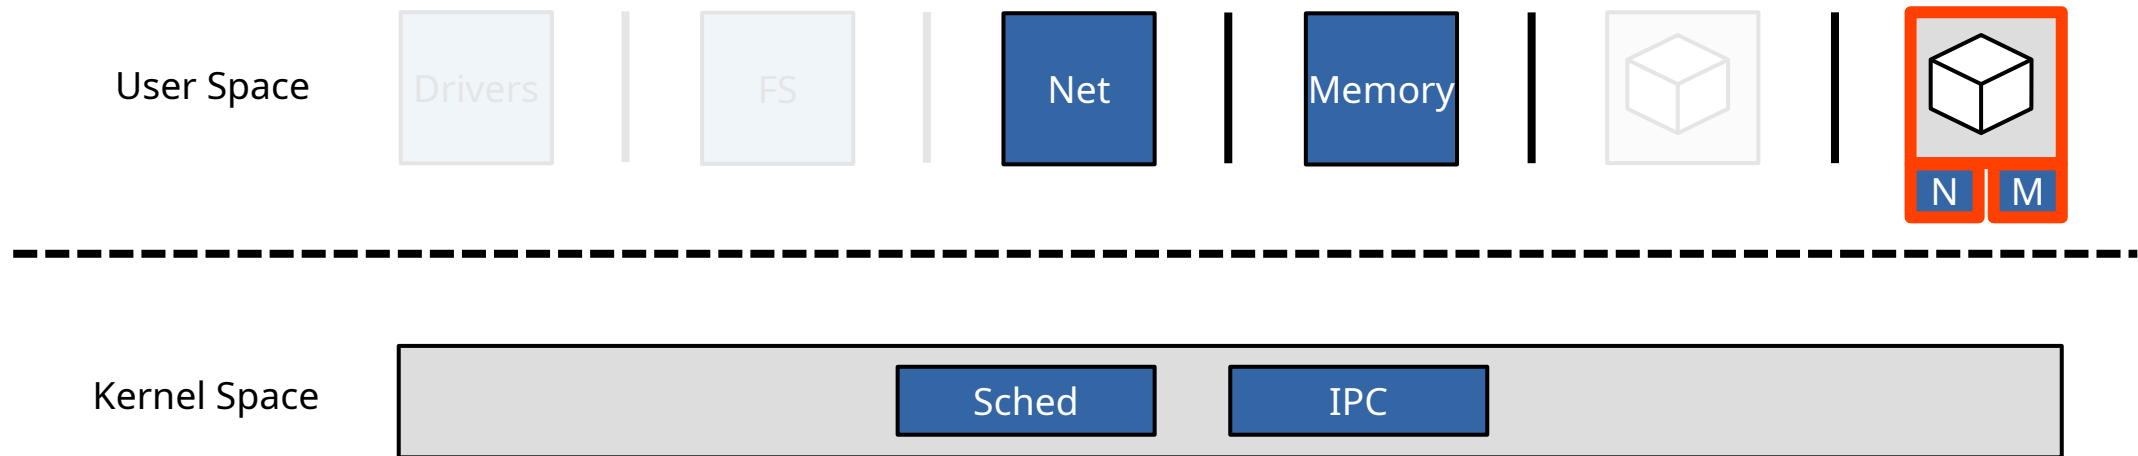 User Space
Drivers
FS
Net
Memory
N
M
Kernel Space
Sched
IPC